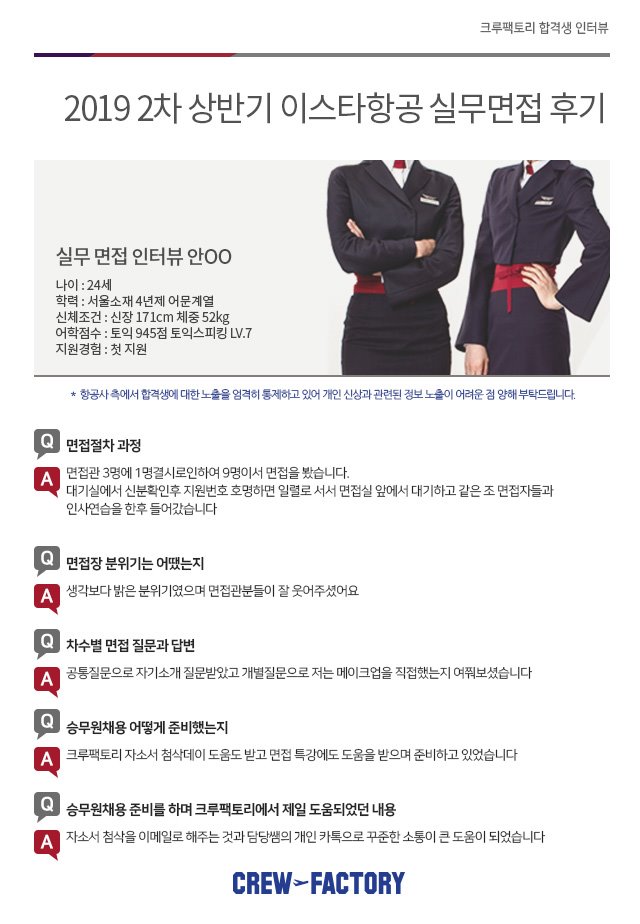 크루팩토리 합격생 인터뷰
2019 2차 상반기 이스타항공 실무면접 후기
실무 면접 인터뷰 안OO
나이 : 24세
학력 : 서울소재 4년제 어문계열
신체조건 : 신장 171cm 체중 52kg
어학점수 : 토익 945점 토익스피킹 LV.7
지원경험 : 첫 지원
* 항공사 측에서 합격생에 대한 노출을 엄격히 통제하고 있어 개인 신상과 관련된 정보 노출이 어려운 점 양해 부탁드립니다.
Q 면접절차 과정
A 면접관 3명에 1명결시로인하여 9명이서 면접을 봤습니다.
대기실에서 신분확인후 지원번호 호명하면 일렬로 서서 면접실 앞에서 대기하고 같은 조 면접자들과
인사연습을 한후 들어갔습니다
Q 면접장 분위기는 어땠는지
A 생각보다 밝은 분위기였으며 면접관분들이 잘 웃어주셨어요
Q 차수별 면접 질문과 답변
A 공통질문으로 자기소개 질문받았고 개별질문으로 저는 메이크업을 직접했는지 여쭤보셨습니다
Q 승무원채용 어떻게 준비했는지
A 크루팩토리 자소서 첨삭데이 도움도 받고 면접 특강에도 도움을 받으며 준비하고 있었습니다
Q 승무원채용 준비를 하며 크루팩토리에서 제일 도움되었던 내용
A 자소서 첨삭을 이메일로 해주는 것과 담당쌤의 개인 카톡으로 꾸준한 소통이 큰 도움이 되었습니다
CREW FACTORY